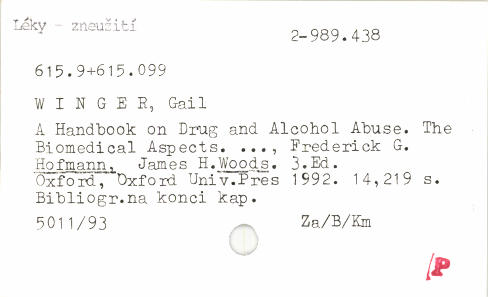 Léky - zneužití
2-989.438
615.9+615.099
W I N G E R, Gail
A Handbook on Drug and Alcohol Abuse. The
Biomedical Aspects. ..., Frederick G.
Hofmann, James H.Woods. 3.Ed.
Oxford, Oxford Univ.Pres 1992. 14,219 s.
Bibliogr.na konci kap.
5011/93 Za/B/Km
/P